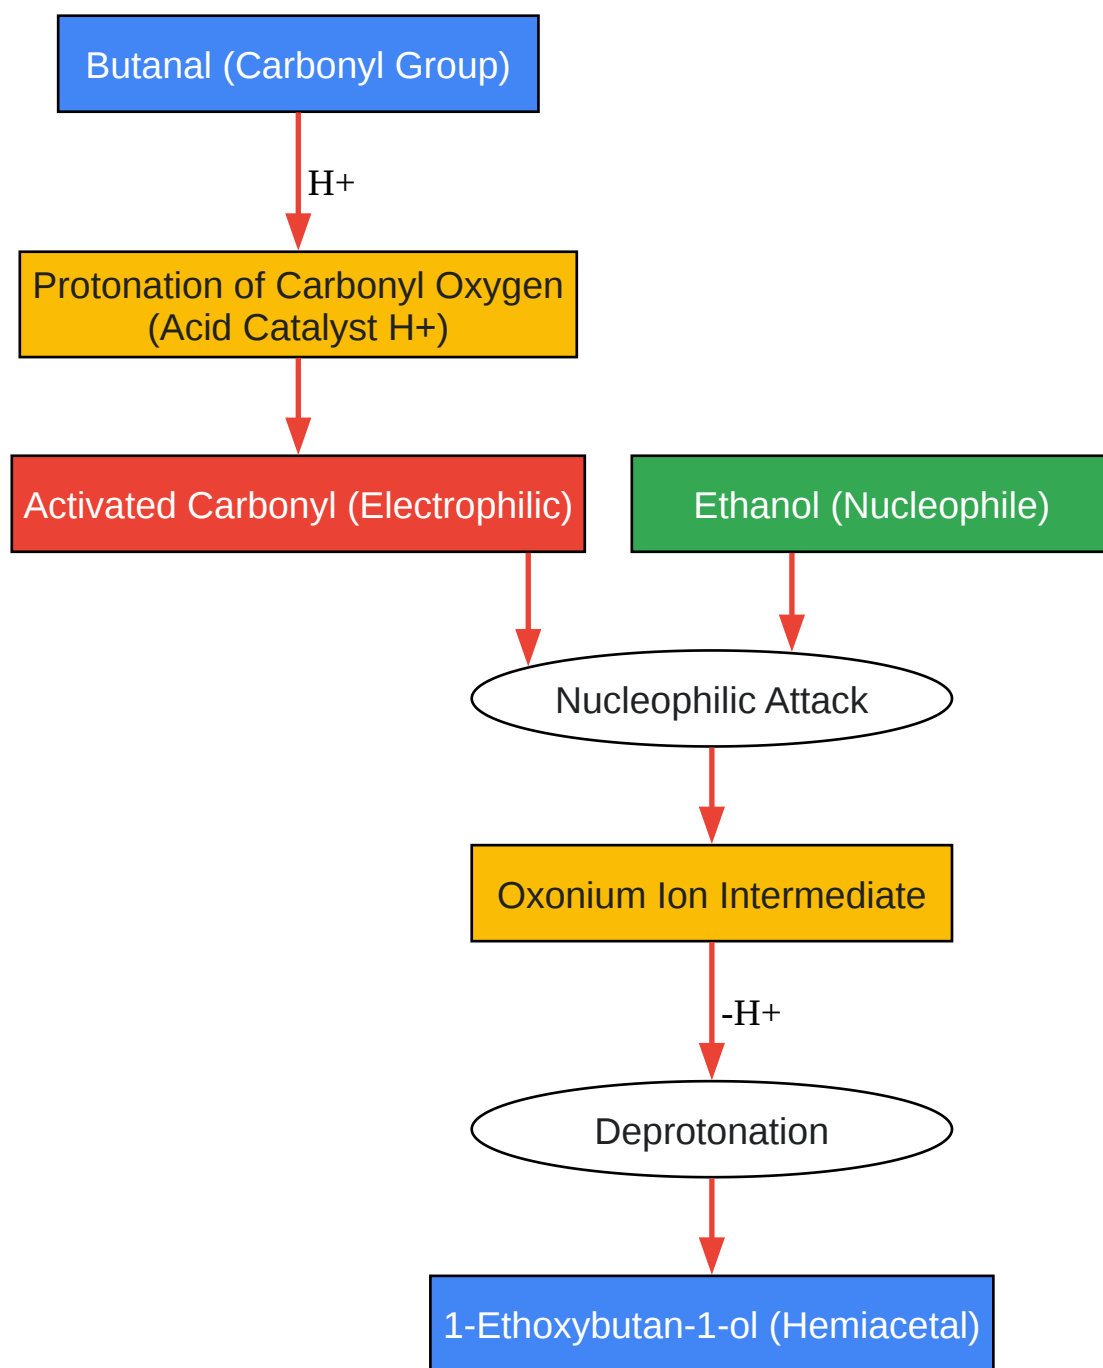 Butanal (Carbonyl Group)
H+
Protonation of Carbonyl Oxygen
(Acid Catalyst H+)
Activated Carbonyl (Electrophilic)
Ethanol (Nucleophile)
Nucleophilic Attack
Oxonium Ion Intermediate
-H+
Deprotonation
1-Ethoxybutan-1-ol (Hemiacetal)